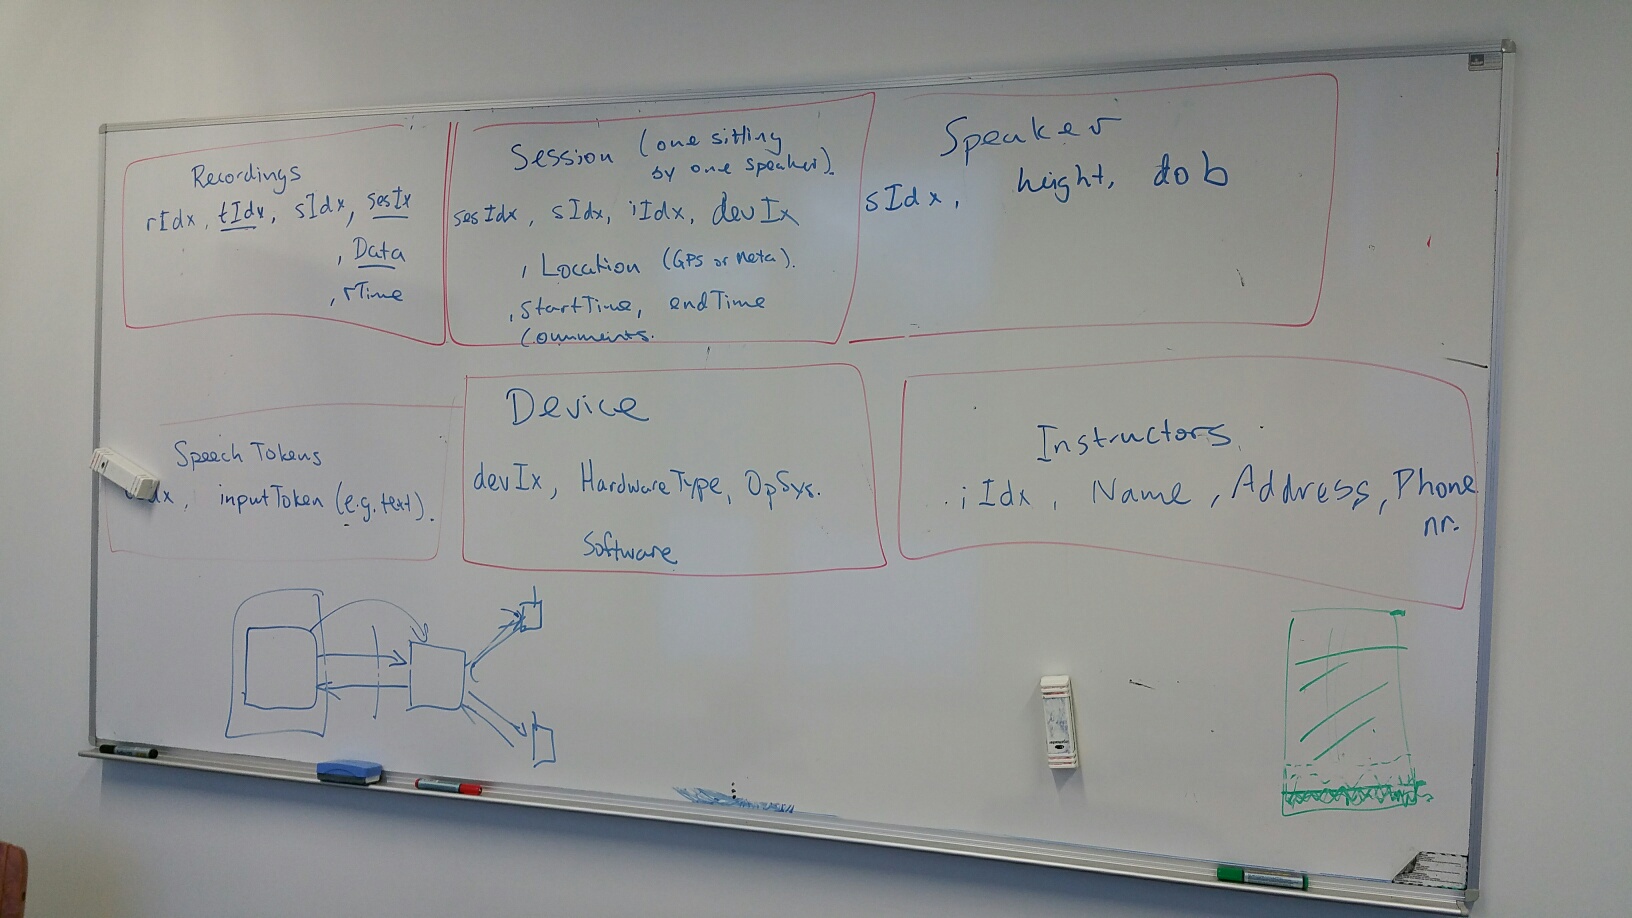 Recordings
rIdx, tIdx, sIdx, sesIx
, Data
, rTime
Session (one sitting
by one speaker).
sesIdx, sIdx, iIdx, devIx
, Location (GPS or Meta).
, startTime, endTime
Comments.
Speaker
sIdx, height, dob
Speech Tokens
dx, inputToken (e.g. text).
Device
devIx, HardwareType, OpSys.
Software
Instructors
iIdx, Name, Address, Phone
nr.